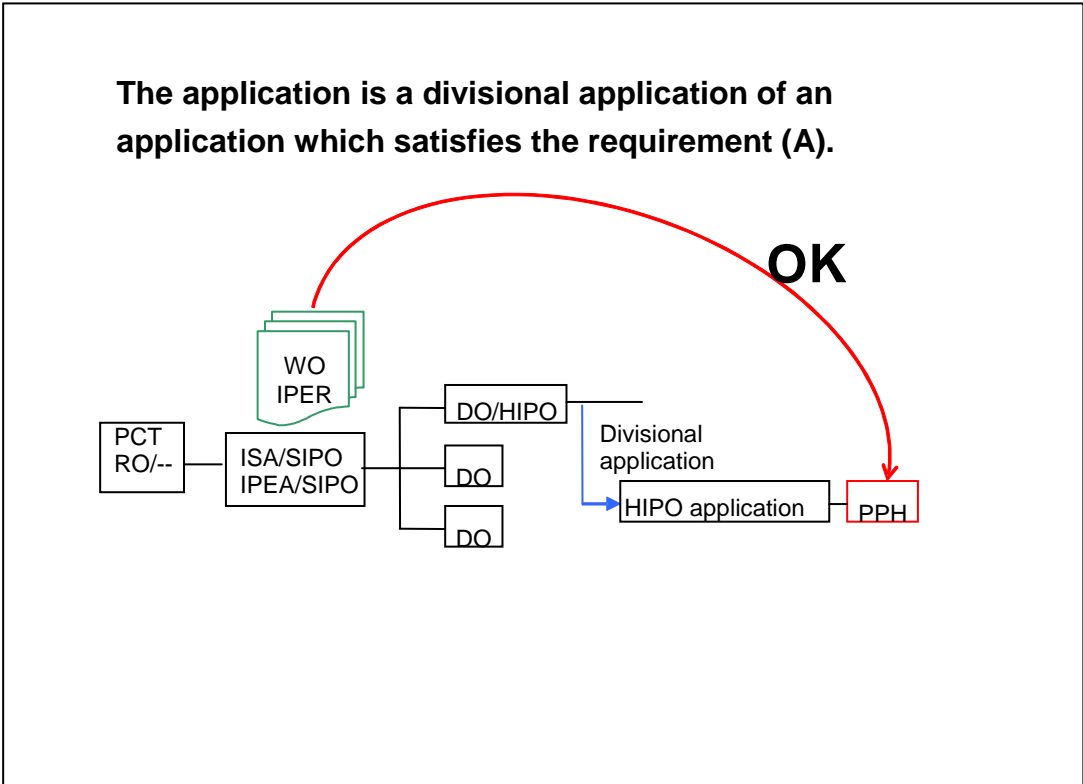 The application is a divisional application of an
application which satisfies the requirement (A).
OK
WO
IPER
PCT
RO/--
ISA/SIPO
IPEA/SIPO
DO/HIPO
DO
DO
Divisional
application
HIPO application
PPH